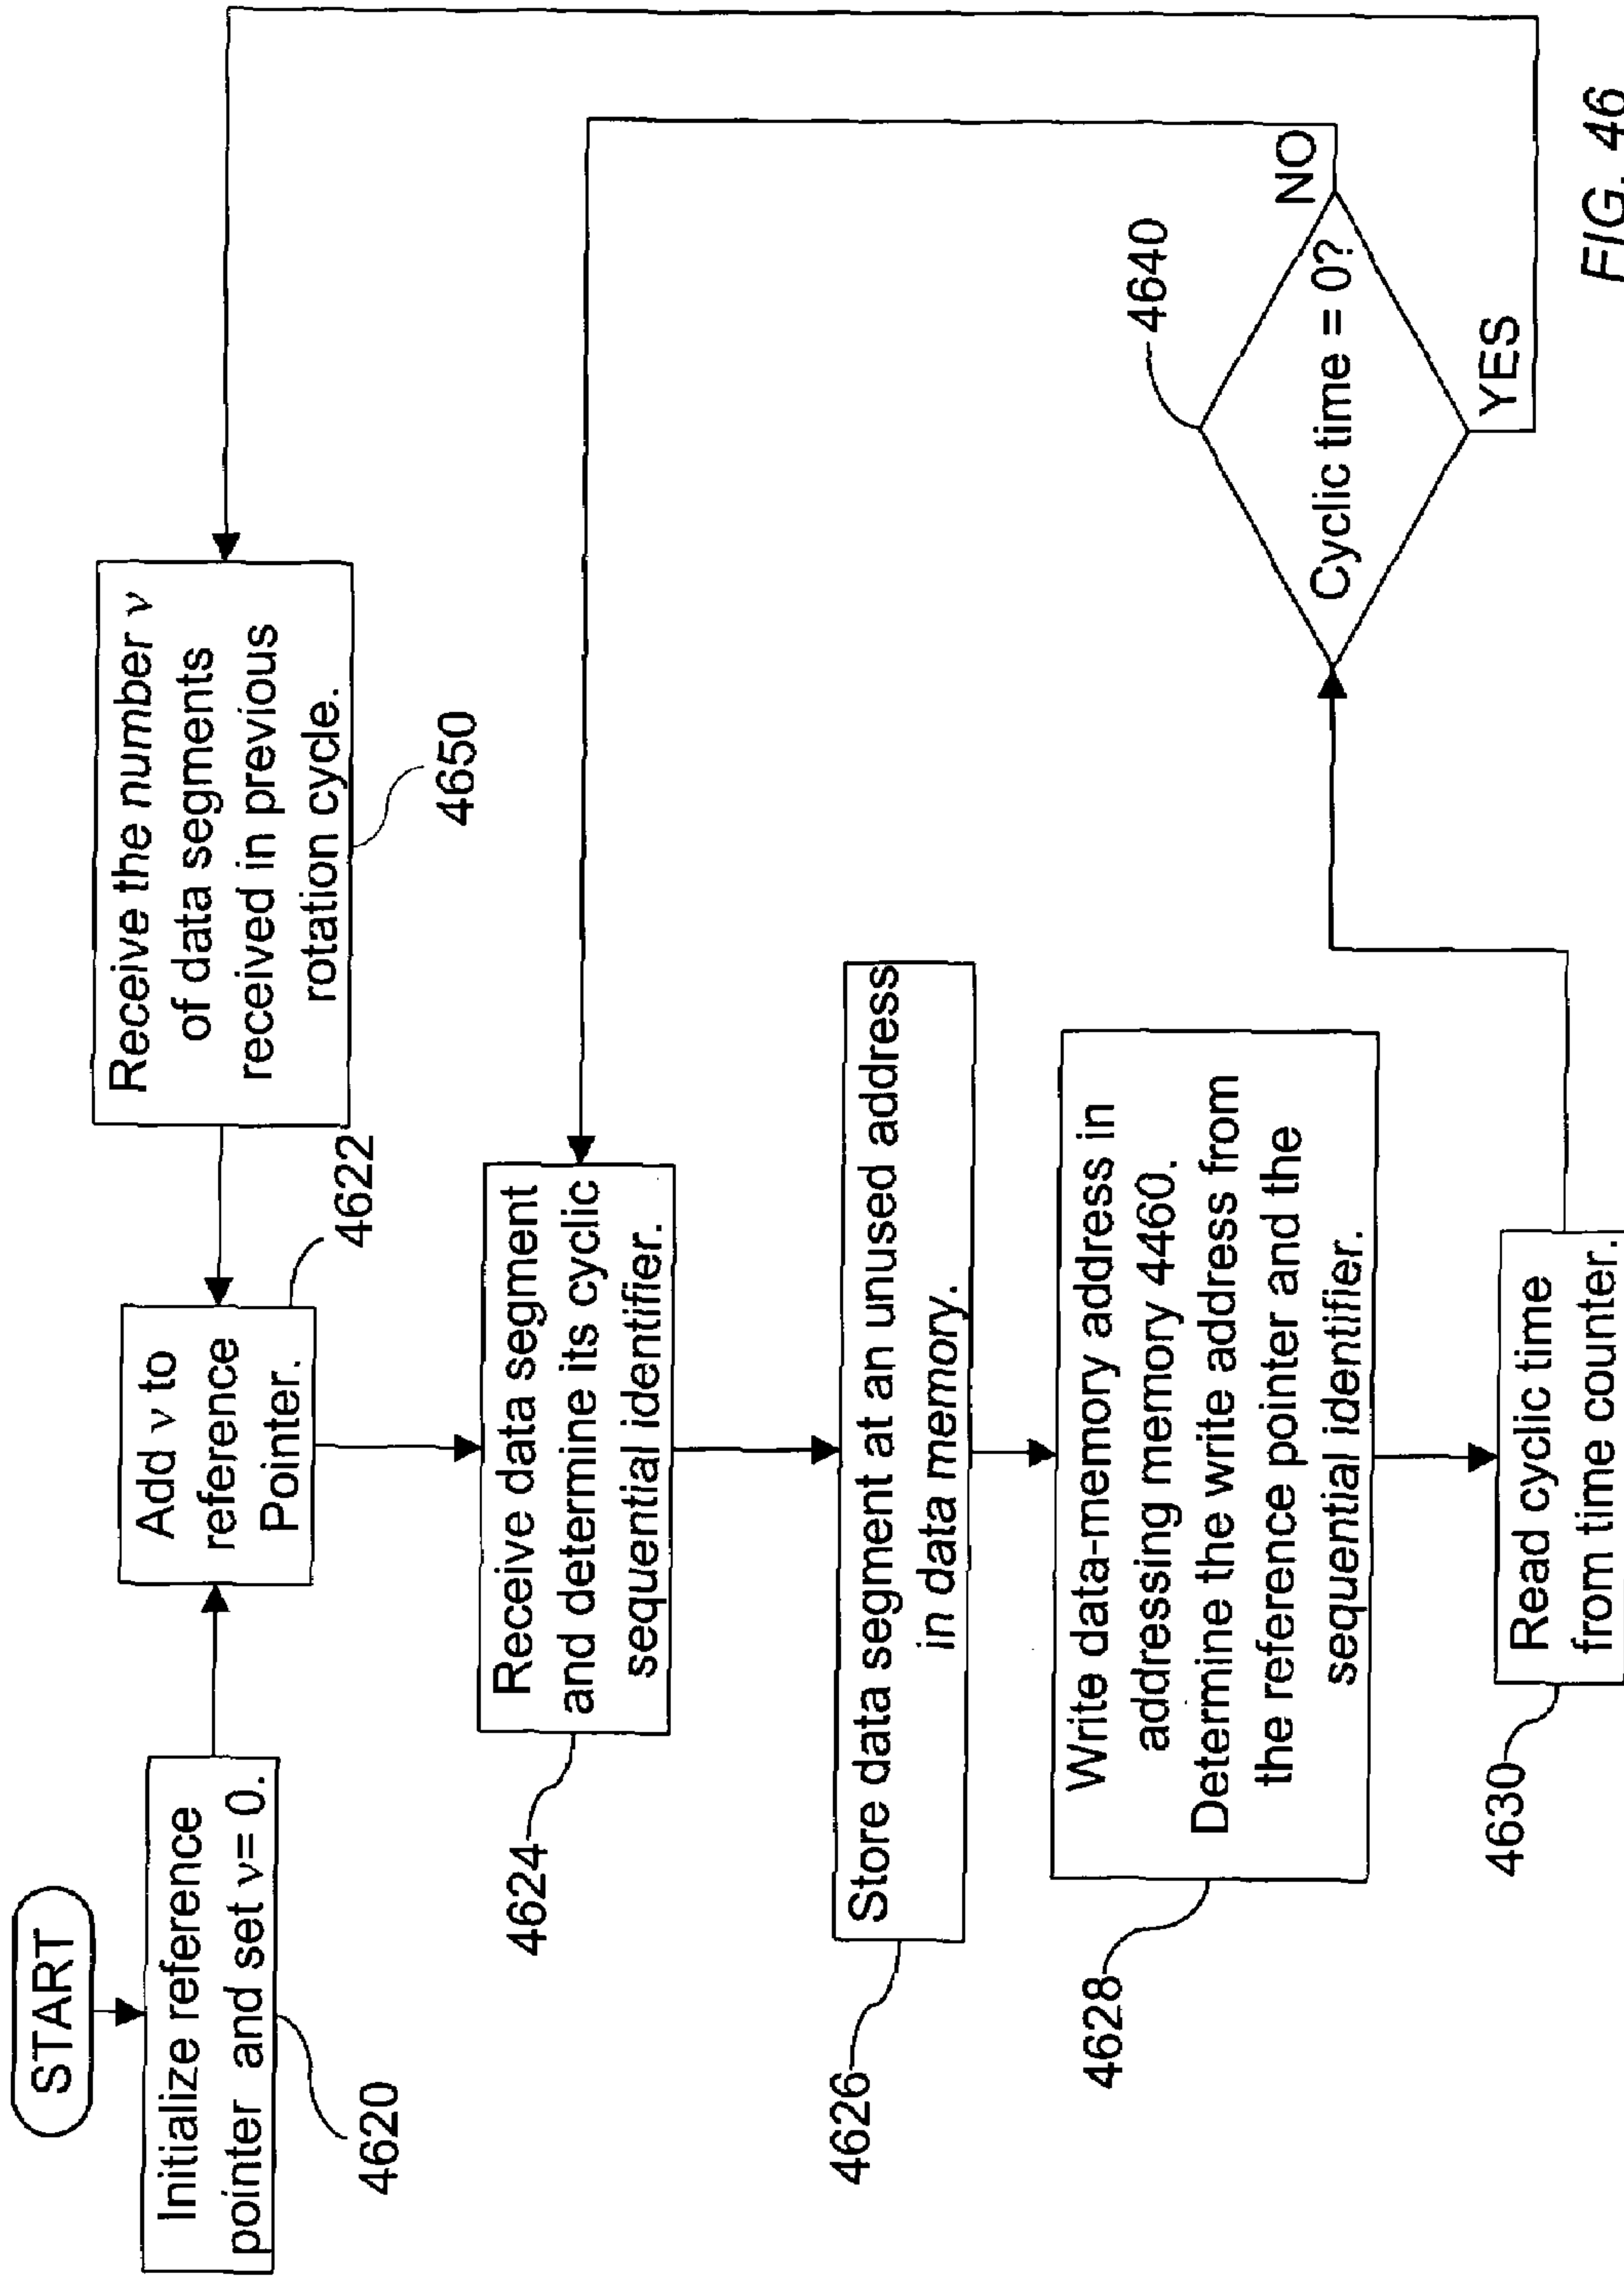 START
Initialize reference
pointer and set ν= 0.
4620
Add ν to
reference
Pointer.
4622
Receive the number ν
of data segments
received in previous
rotation cycle.
4650
Receive data segment
and determine its cyclic
sequential identifier.
4624
Store data segment at an unused address
in data memory.
4626
Write data-memory address in
addressing memory 4460.
Determine the write address from
the reference pointer and the
sequential identifier.
4628
Read cyclic time
from time counter.
4630
Cyclic time = 0?
4640
NO
YES
FIG. 46